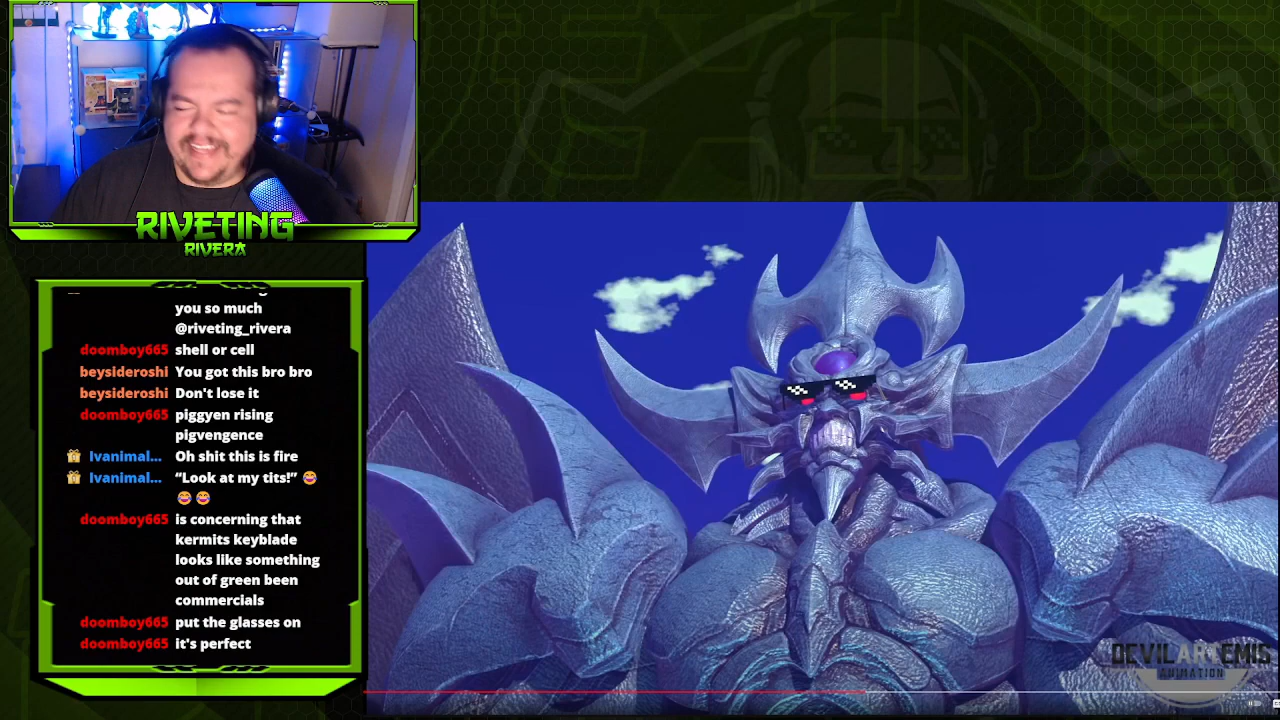 RIVETING
RIVERA
you so much
@riveting_rivera
doomboy665 shell or cell
beysideroshi You got this bro bro
beysideroshi Don't lose it
doomboy665 piggyen rising
pigvengence
Ivanimal... Oh shit this is fire
Ivanimal... “Look at my tits!” 😂
😂 😂
doomboy665 is concerning that
kermits keyblade
looks like something
out of green been
commercials
doomboy665 put the glasses on
doomboy665 it's perfect
DEVILARTEMIS
ANIMATION